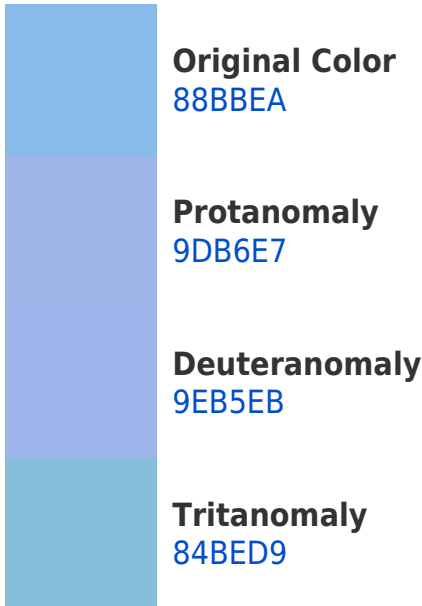 Original Color
88BBEA
Protanomaly
9DB6E7
Deuteranomaly
9EB5EB
Tritanomaly
84BED9